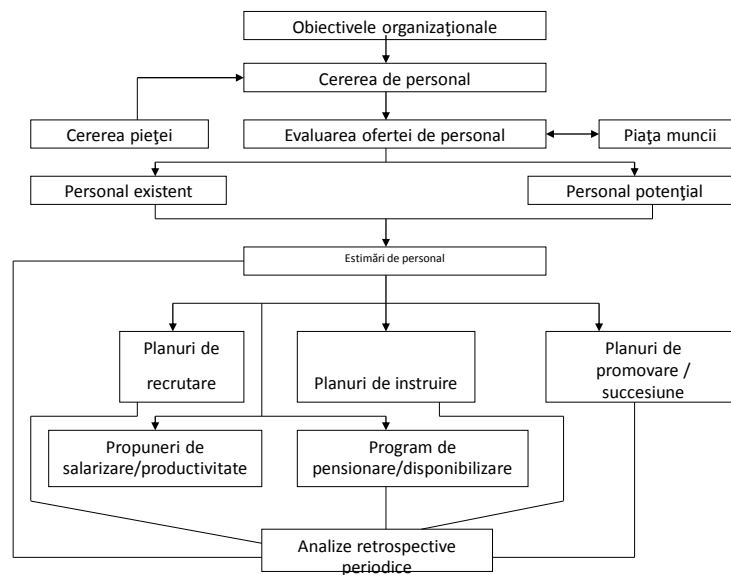 Obiectivele organizaţionale
Cererea de personal
Cererea pieţei
Evaluarea ofertei de personal
Piaţa muncii
Personal existent
Personal potenţial
Estimări de personal
Planuri de
recrutare
Planuri de instruire
Planuri de
promovare /
succesiune
Propuneri de
salarizare/productivitate
Program de
pensionare/disponibilizare
Analize retrospective
periodice